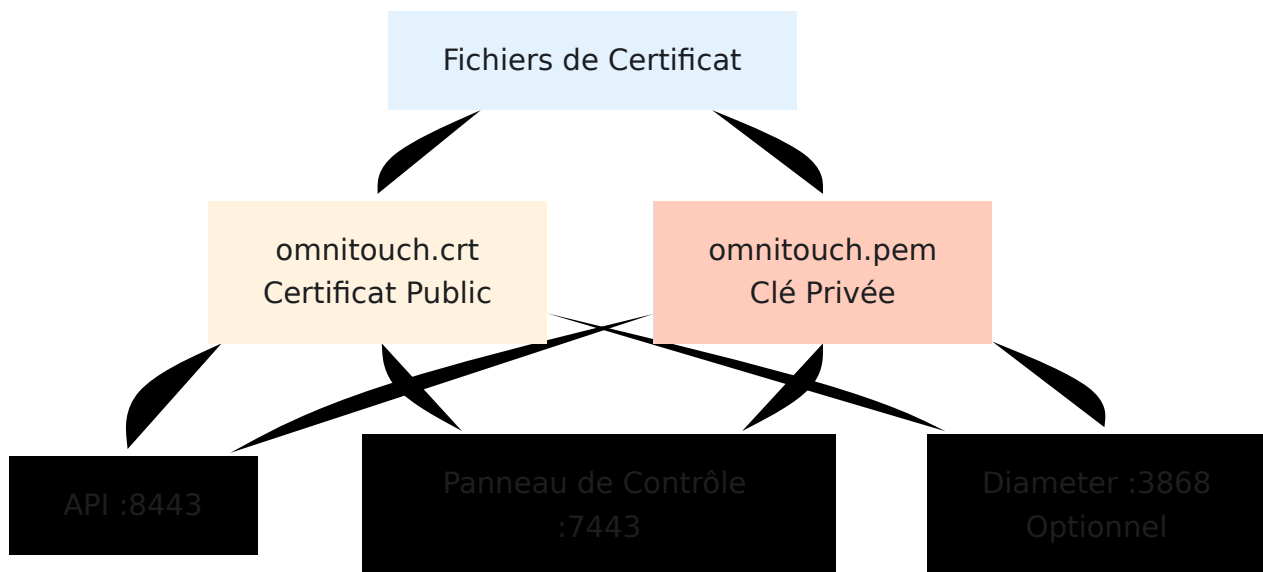 Fichiers de Certificat
omnitouch.crt
Certificat Public
omnitouch.pem
Clé Privée
API :8443
Panneau de Contrôle
:7443
Diameter :3868
Optionnel